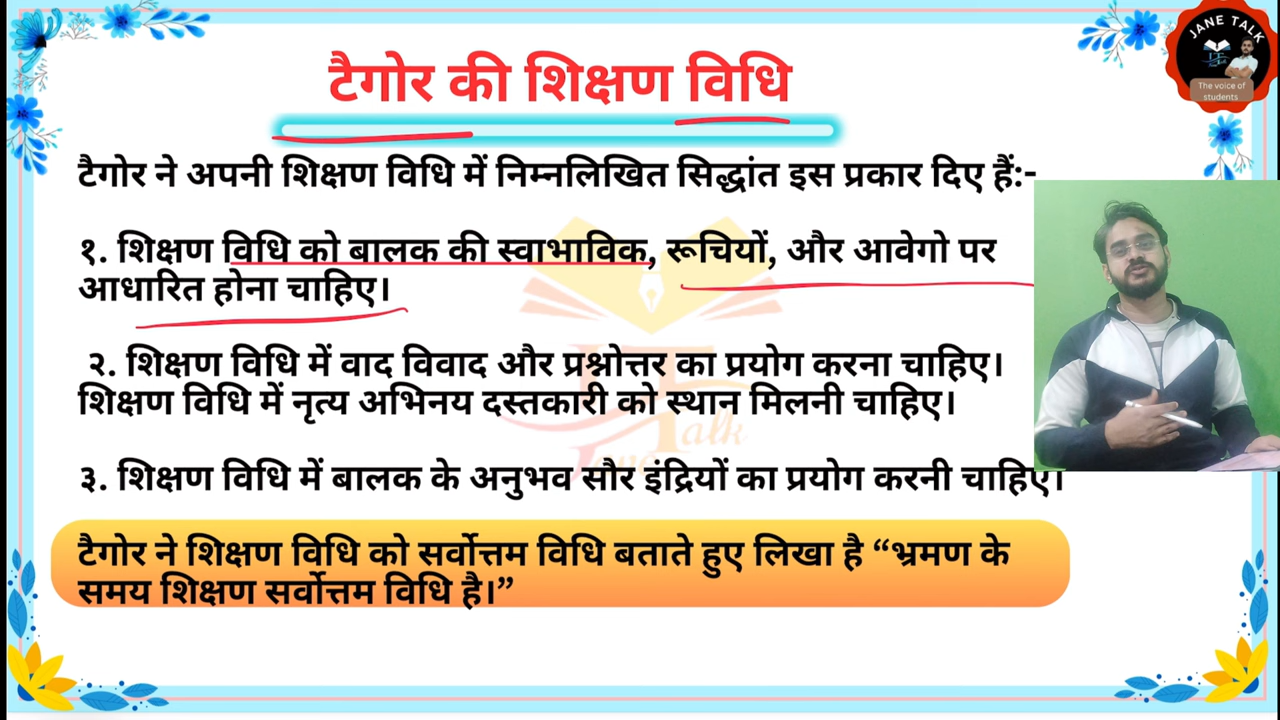 टैगोर की शिक्षण विधि
JANE TALK
The voice of
students
टैगोर ने अपनी शिक्षण विधि में निम्नलिखित सिद्धांत इस प्रकार दिए हैं:-
१. शिक्षण विधि को बालक की स्वाभाविक, रूचियों, और आवेगो पर
आधारित होना चाहिए।
२. शिक्षण विधि में वाद विवाद और प्रश्नोत्तर का प्रयोग करना चाहिए।
शिक्षण विधि में नृत्य अभिनय दस्तकारी को स्थान मिलनी चाहिए।
३. शिक्षण विधि में बालक के अनुभव सौर इंद्रियों का प्रयोग करनी चाहिए।
टैगोर ने शिक्षण विधि को सर्वोत्तम विधि बताते हुए लिखा है “भ्रमण के
समय शिक्षण सर्वोत्तम विधि है।”